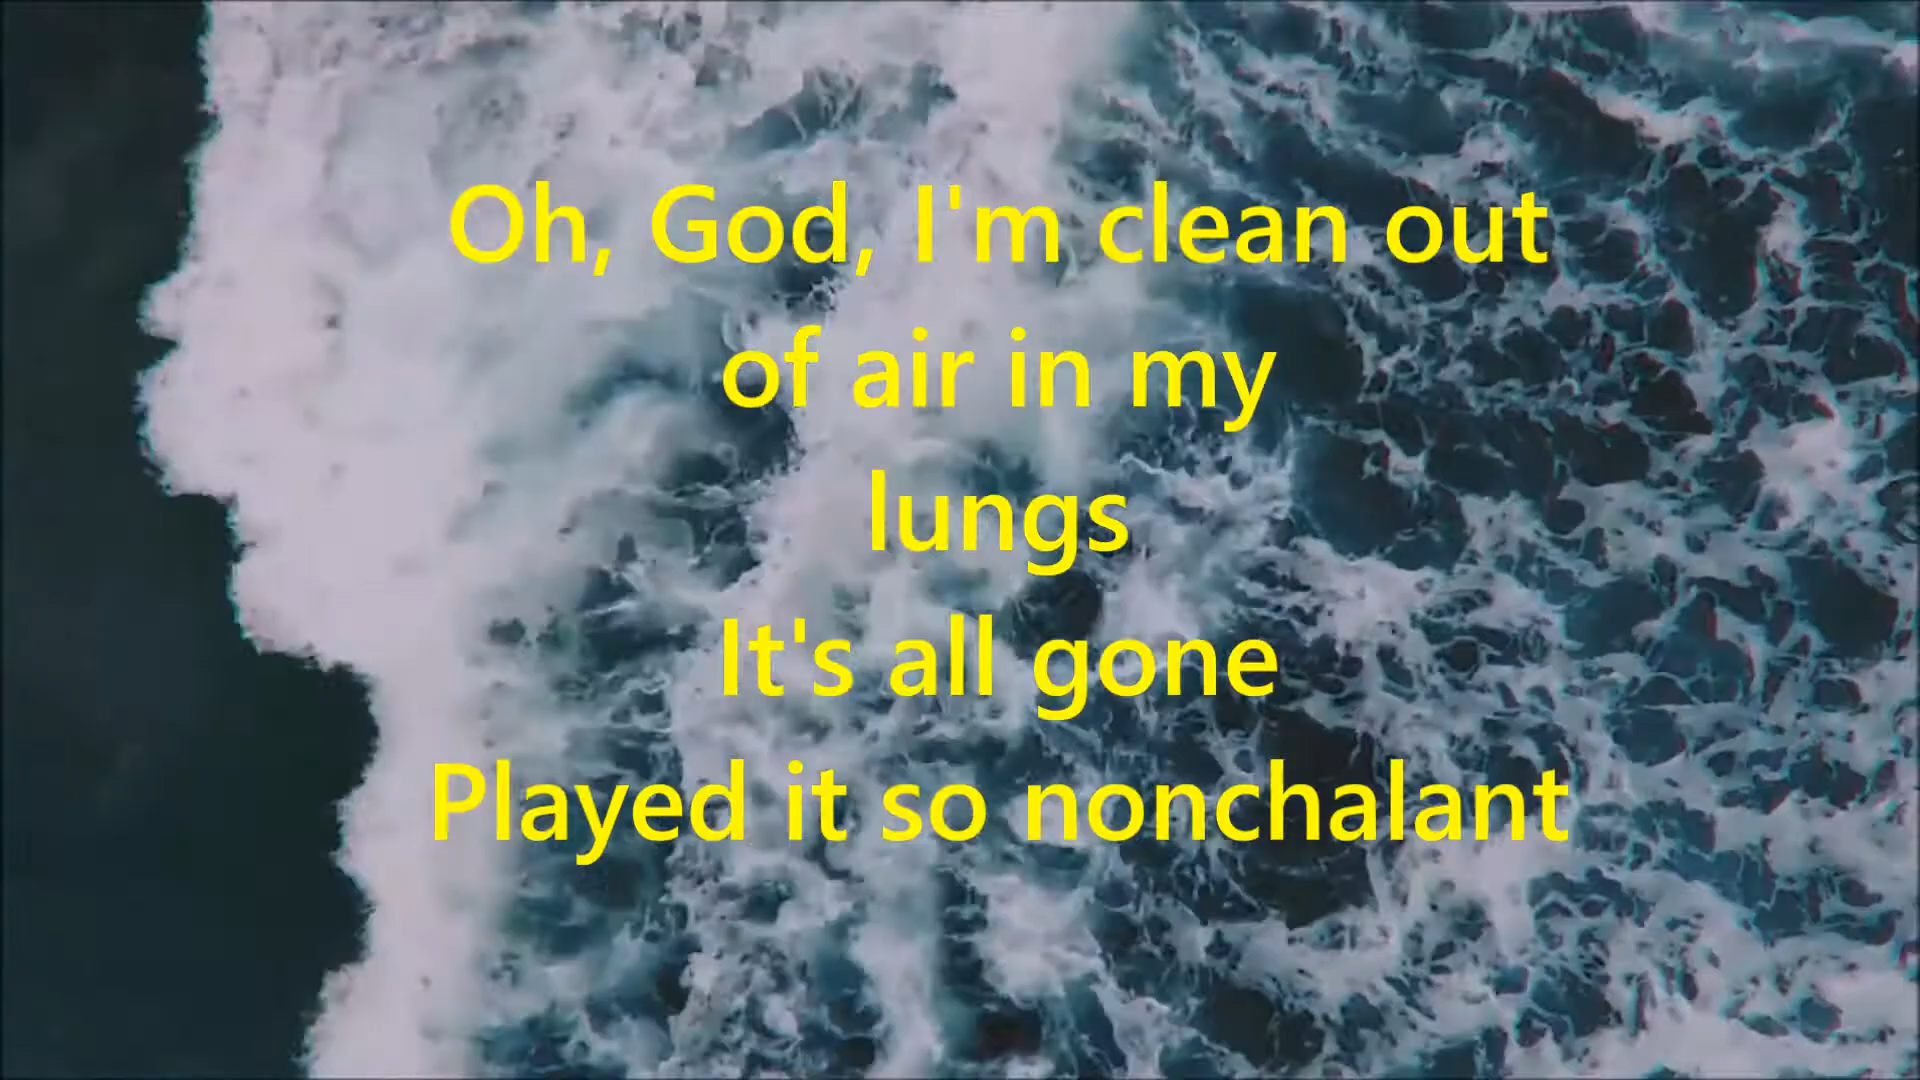 Oh, God, I'm clean out
of air in my
lungs
It's all gone
Played it so nonchalant